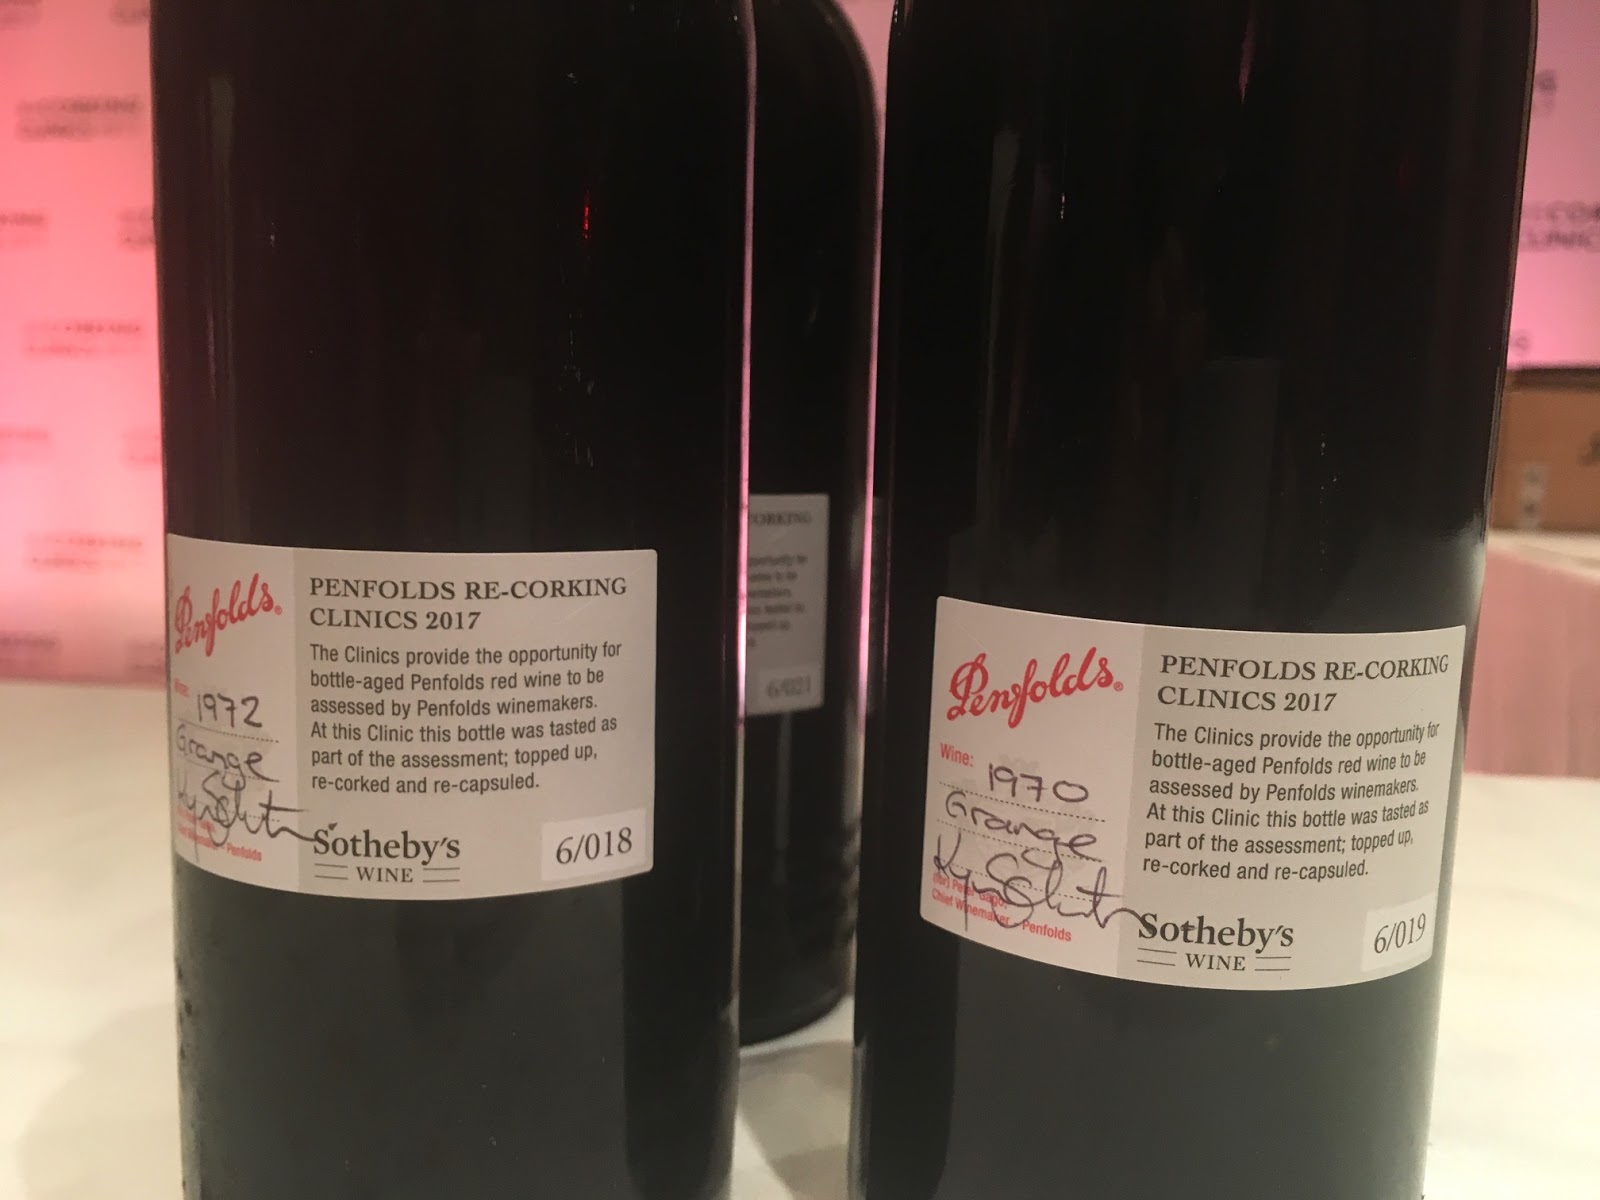 Penfolds®
Wine:
1972
Grange
Penfolds
PENFOLDS RE-CORKING
CLINICS 2017
The Clinics provide the opportunity for
bottle-aged Penfolds red wine to be
assessed by Penfolds winemakers.
At this Clinic this bottle was tasted as
part of the assessment; topped up,
re-corked and re-capsuled.
Sotheby's
WINE
6/018
CORKING
6/021
Penfolds®
Wine:
1970
Grange
(for) Peter Gago,
Chief Winemaker - Penfolds
PENFOLDS RE-CORKING
CLINICS 2017
The Clinics provide the opportunity for
bottle-aged Penfolds red wine to be
assessed by Penfolds winemakers.
At this Clinic this bottle was tasted as
part of the assessment; topped up,
re-corked and re-capsuled.
Sotheby's
WINE
6/019